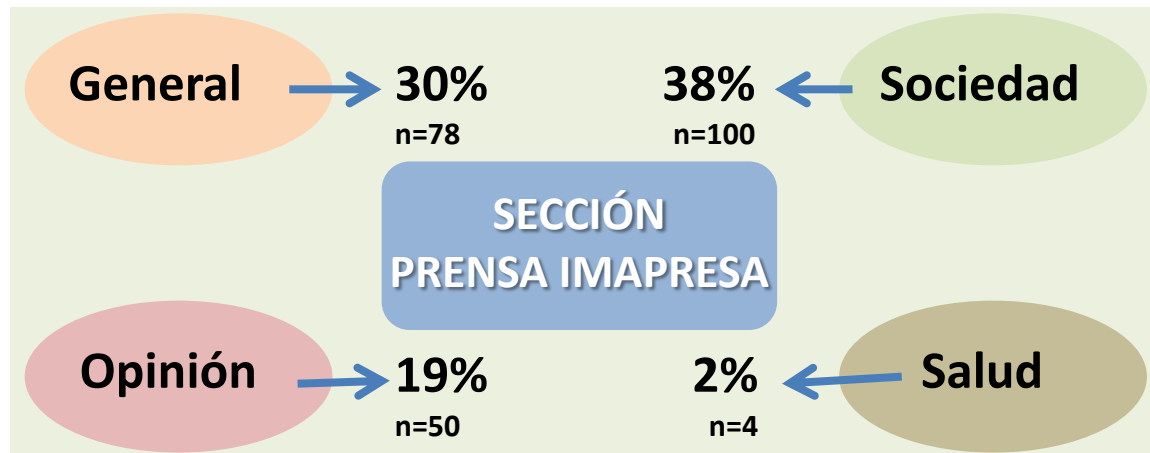 General 30% 38% Sociedad
n=78 n=100
SECCIÓN
PRENSA IMAPRESA
Opinión 19% 2% Salud
n=50 n=4